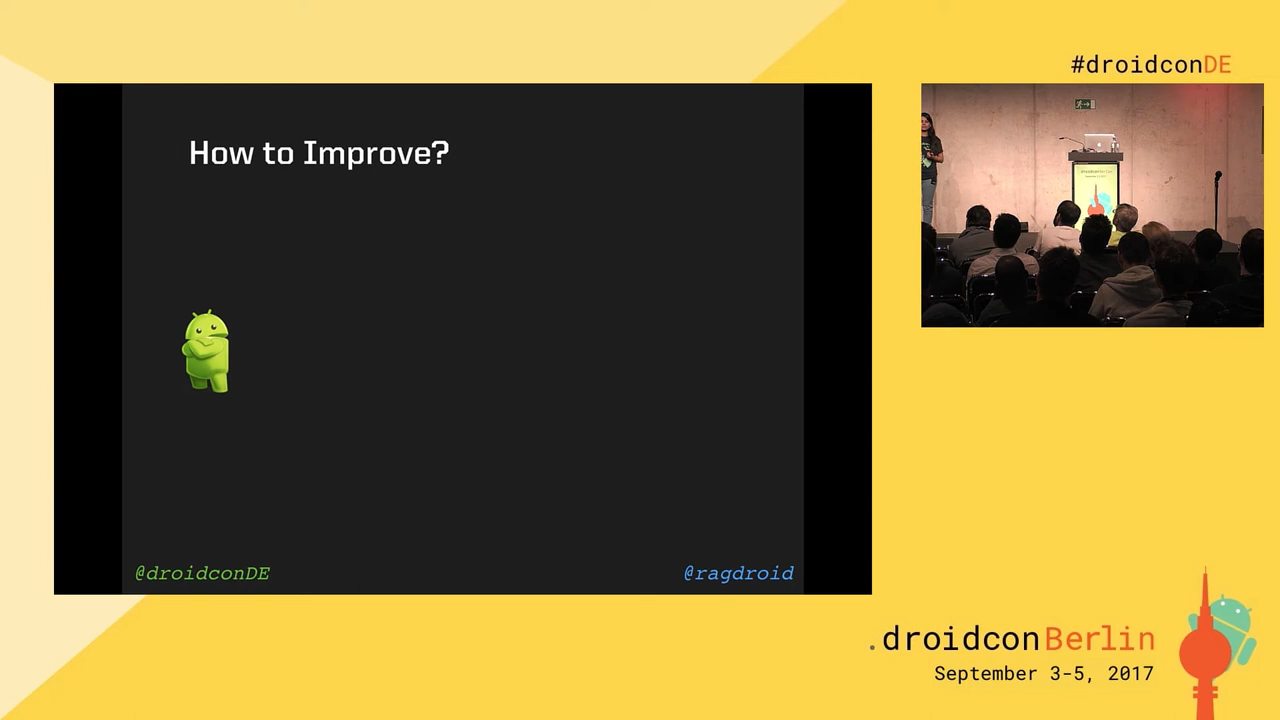 #droidconDE
How to Improve?
@droidconDE
@ragdroid
.droidconBerlin
September 3-5, 2017